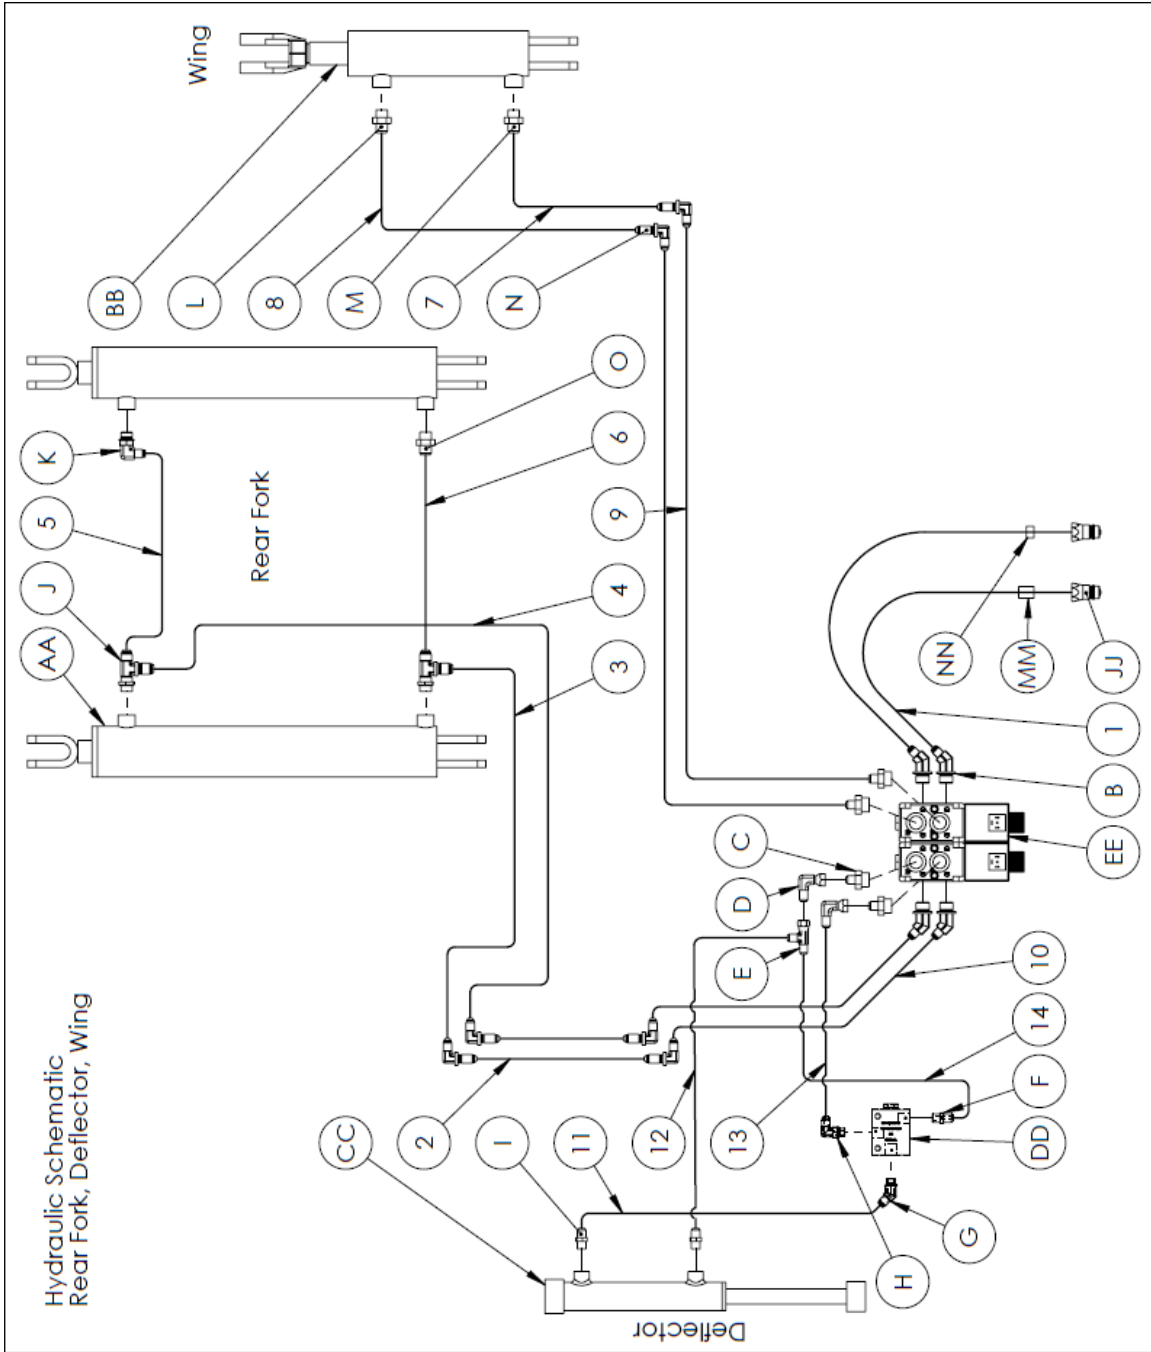 Hydraulic Schematic
Rear Fork, Deflector, Wing
Wing
Rear Fork
Deflector
AA
J
5
K
BB
L
8
M
7
N
O
6
9
4
3
CC
2
I
11
12
13
E
D
C
H
G
DD
F
14
10
EE
B
1
JJ
MM
NN